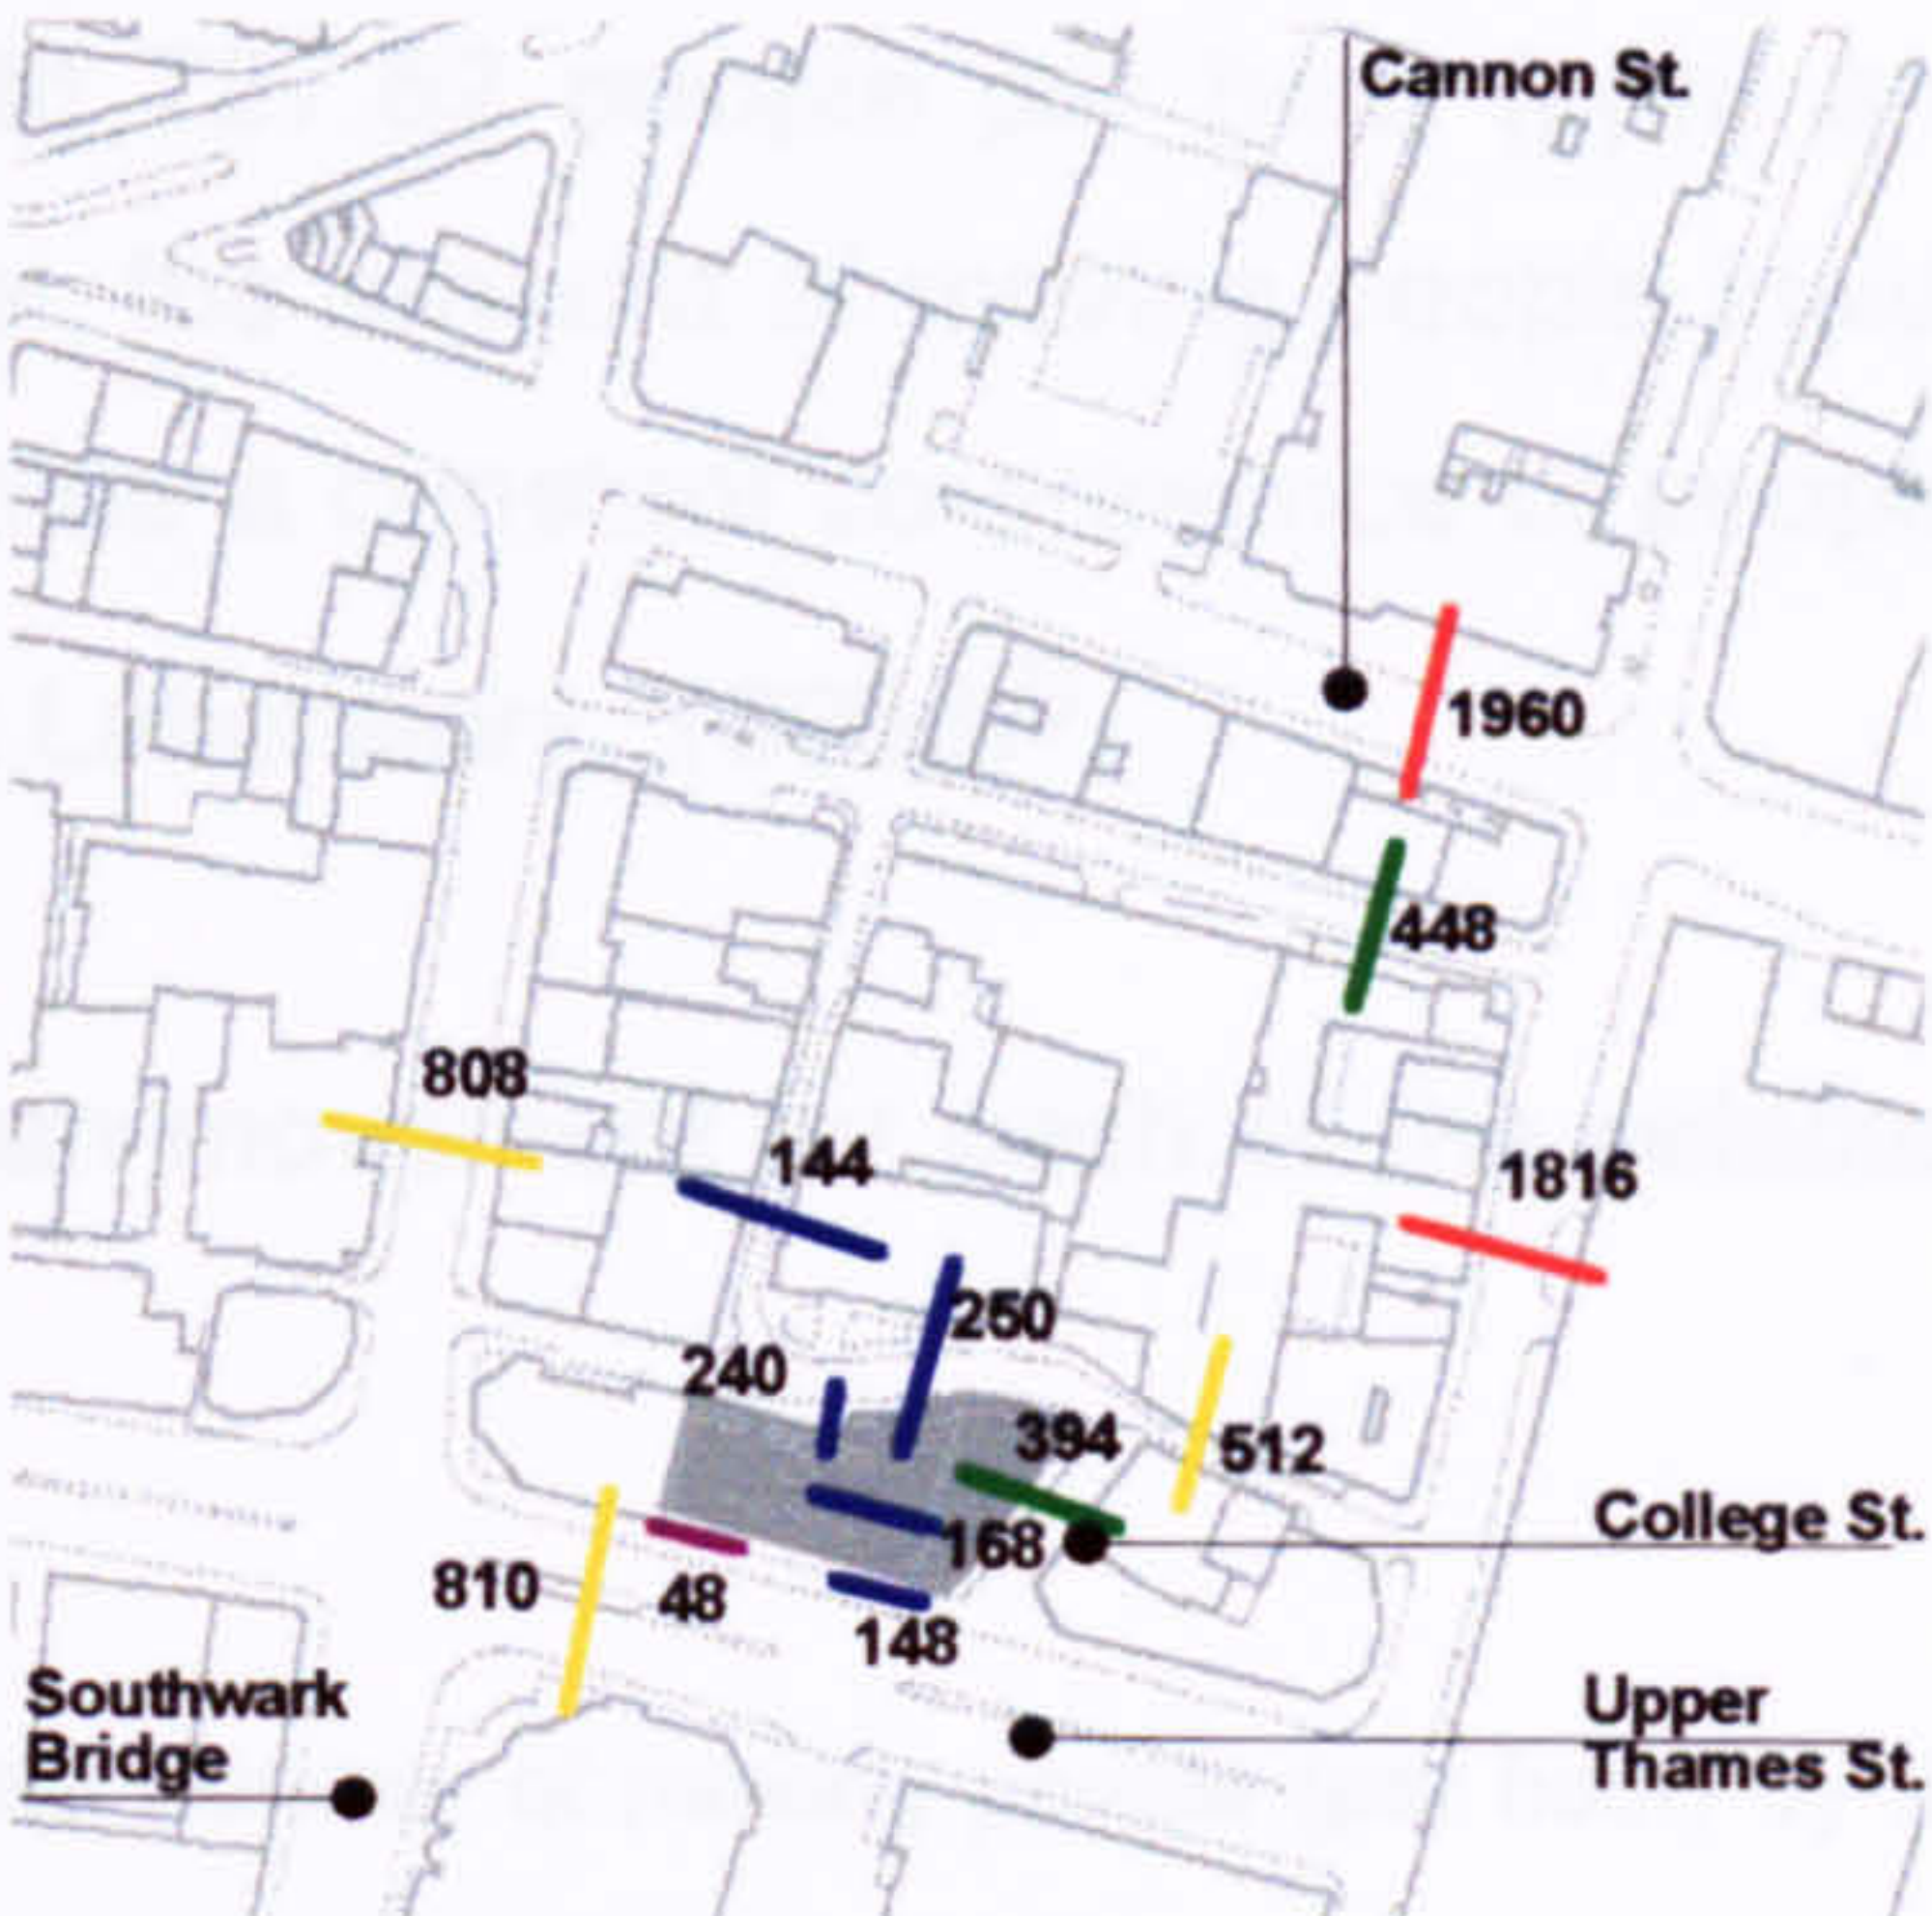 Cannon St.
1960
448
808
144
1816
250
240
394
512
College St.
168
810
48
148
Southwark
Bridge
Upper
Thames St.